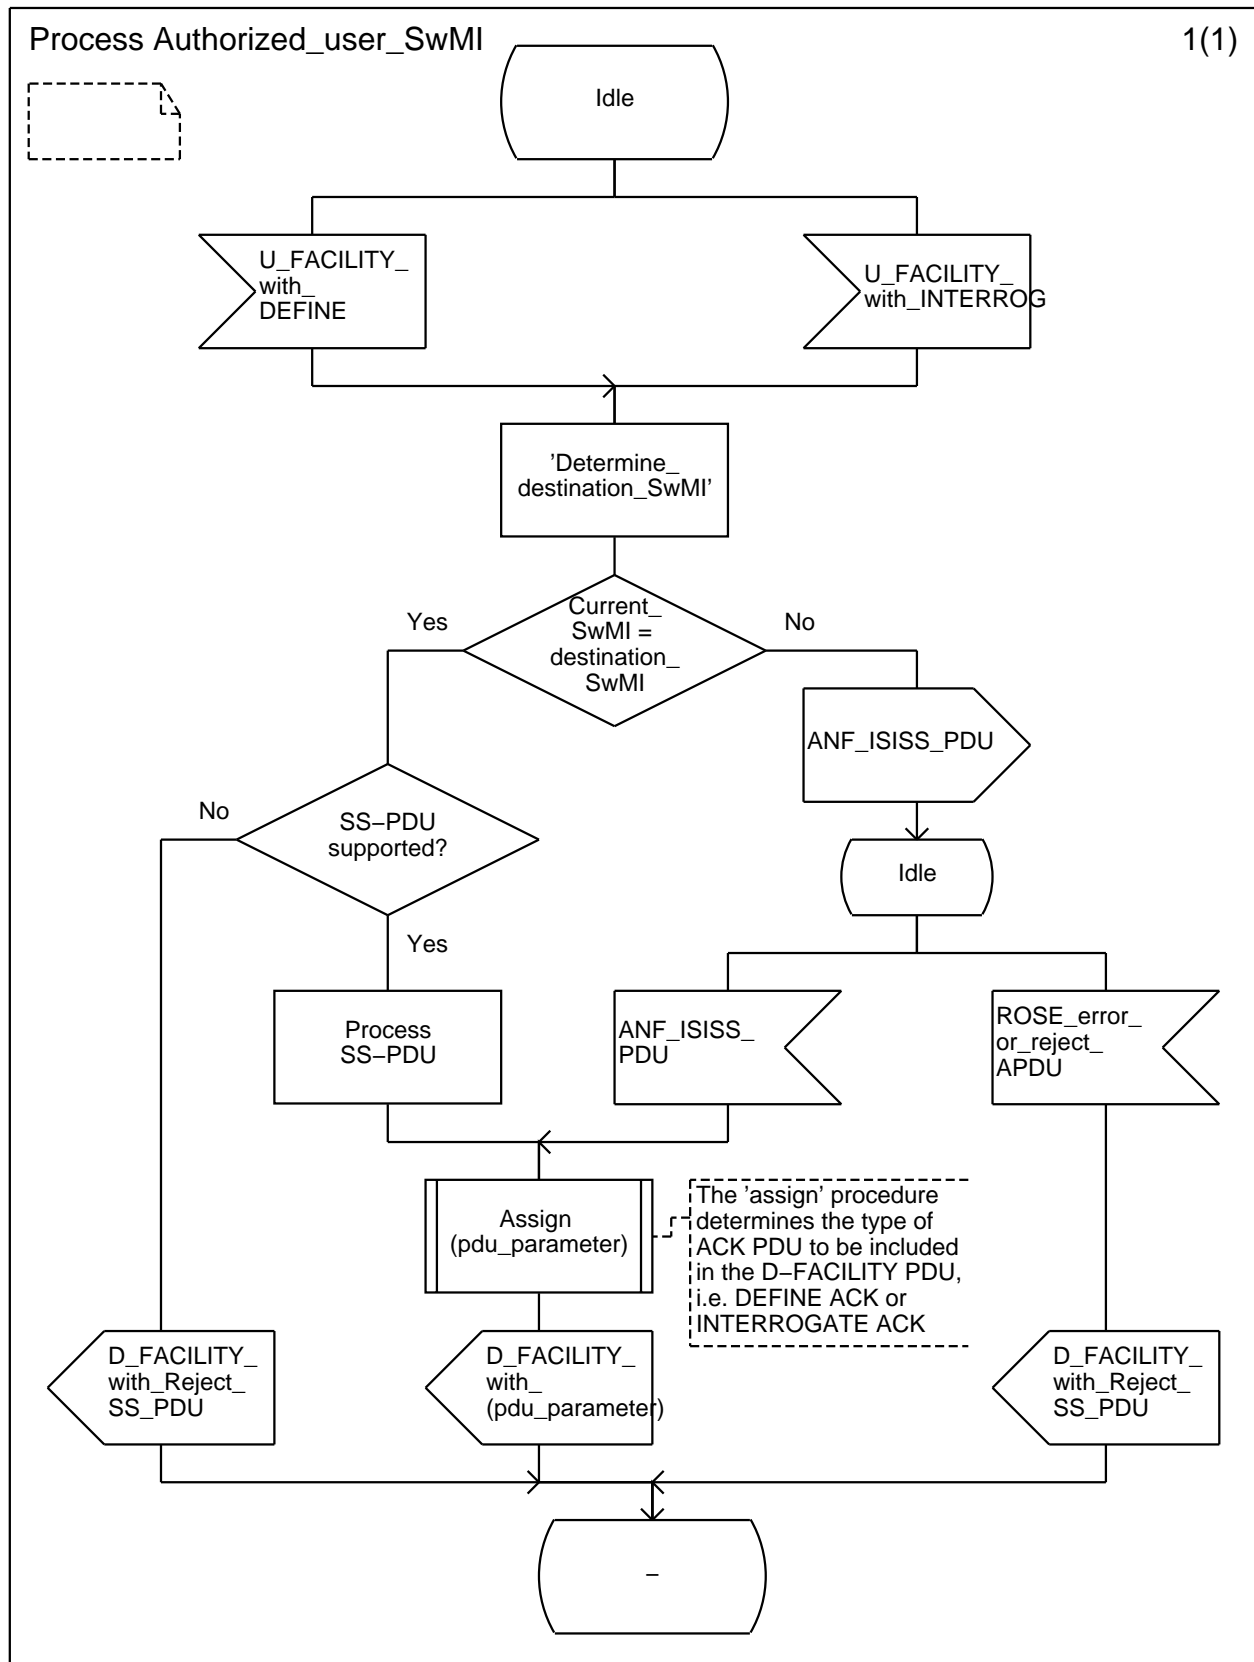 Process Authorized_user_SwMI
1(1)
Idle
U_FACILITY_
with_
DEFINE
U_FACILITY_
with_INTERROG
’Determine_
destination_SwMI’
Yes
Current_
SwMI =
destination_
SwMI
No
ANF_ISISS_PDU
No
SS–PDU
supported?
Idle
Yes
Process
SS–PDU
ANF_ISISS_
PDU
ROSE_error_
or_reject_
APDU
Assign
(pdu_parameter)
The ’assign’ procedure
determines the type of
ACK PDU to be included
in the D–FACILITY PDU,
i.e. DEFINE ACK or
INTERROGATE ACK
D_FACILITY_
with_Reject_
SS_PDU
D_FACILITY_
with_
(pdu_parameter)
D_FACILITY_
with_Reject_
SS_PDU
–